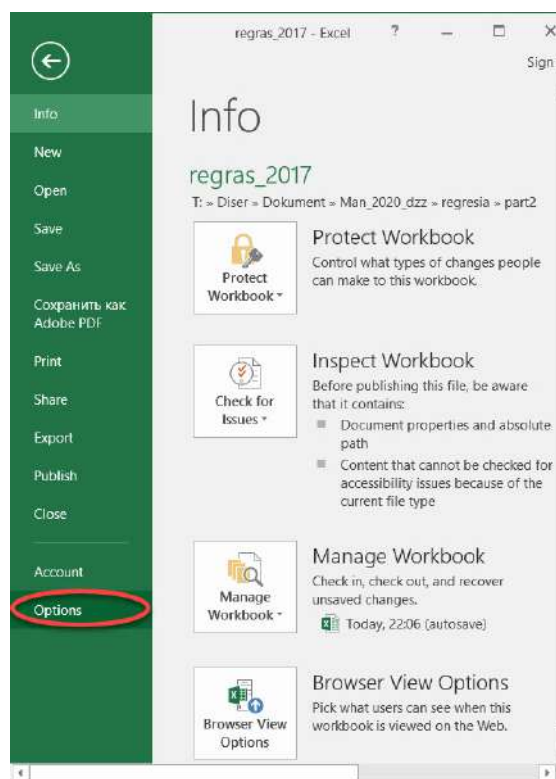 regras_2017 - Excel ?
Sign
Info
New
Open
Save
Save As
Сохранить как
Adobe PDF
Print
Share
Export
Publish
Close
Account
Options
Info
regras_2017
T: » Diser » Dokument » Man_2020_dzz » regresia » part2
Protect
Workbook
Protect Workbook
Control what types of changes people
can make to this workbook.
Check for
Issues
Inspect Workbook
Before publishing this file, be aware
that it contains:
Document properties and absolute
path
Content that cannot be checked for
accessibility issues because of the
current file type
Manage
Workbook
Manage Workbook
Check in, check out, and recover
unsaved changes.
Today, 22:06 (autosave)
Browser View
Options
Browser View Options
Pick what users can see when this
workbook is viewed on the Web.